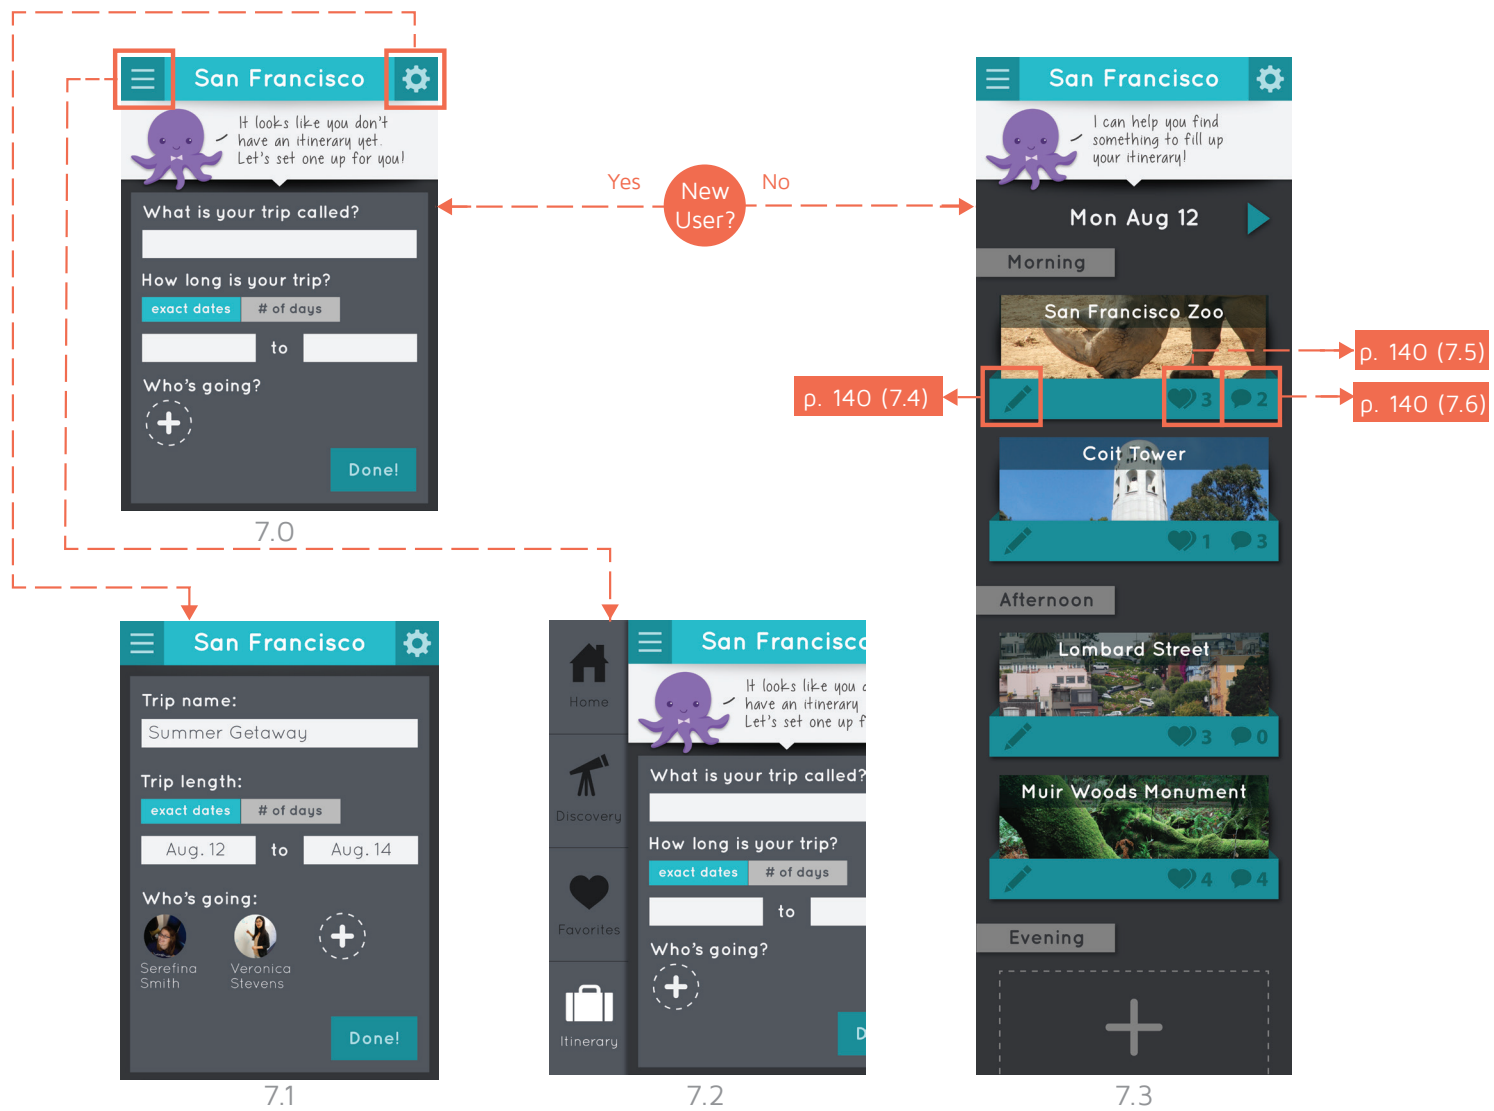 San Francisco
It looks like you don't
have an itinerary yet.
Let's set one up for you!
What is your trip called?
How long is your trip?
exact dates
# of days
to
Who's going?
Done!
7.0
Yes
New
User?
No
San Francisco
I can help you find
something to fill up
your itinerary!
Mon Aug 12
Morning
San Francisco Zoo
3
2
p. 140 (7.4)
p. 140 (7.5)
p. 140 (7.6)
Coit Tower
1
3
Afternoon
Lombard Street
3
0
Muir Woods Monument
4
4
Evening
7.3
San Francisco
Trip name:
Summer Getaway
Trip length:
exact dates
# of days
Aug. 12
to
Aug. 14
Who's going:
Serefina
Smith
Veronica
Stevens
Done!
7.1
Home
Discovery
Favorites
Itinerary
San Francisc
It looks like you
have an itinerary
Let's set one up f
What is your trip called?
How long is your trip?
exact dates
# of days
to
Who's going?
D
7.2